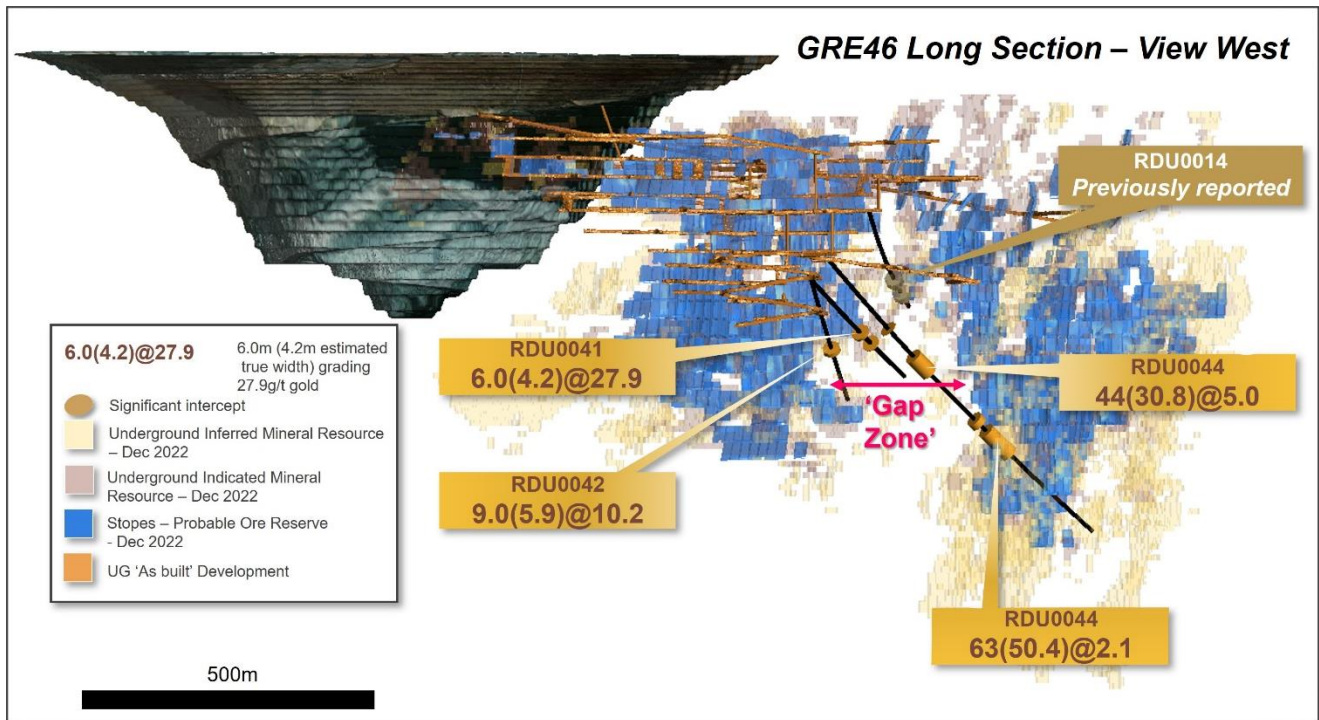 GRE46 Long Section – View West
RDU0014
Previously reported
RDU0041
6.0(4.2)@27.9
RDU0044
44(30.8)@5.0
'Gap
Zone'
RDU0042
9.0(5.9)@10.2
RDU0044
63(50.4)@2.1
6.0(4.2)@27.9
6.0m (4.2m estimated
true width) grading
27.9g/t gold
Significant intercept
Underground Inferred Mineral Resource
– Dec 2022
Underground Indicated Mineral
Resource – Dec 2022
Stopes – Probable Ore Reserve
- Dec 2022
UG 'As built' Development
500m